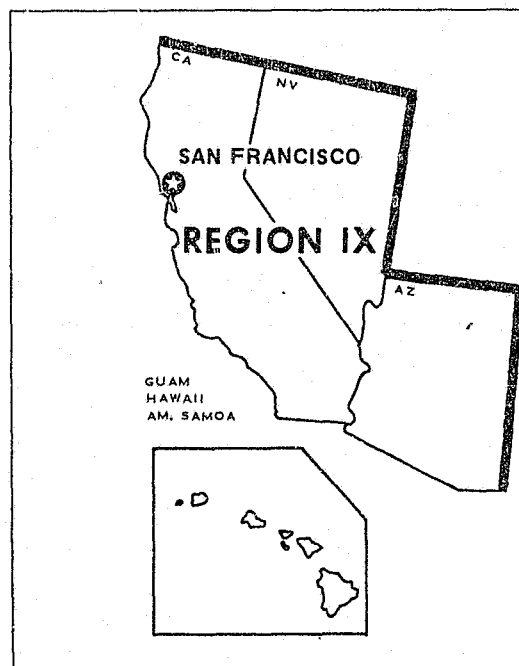 CA
NV
SAN FRANCISCO
REGION IX
AZ
GUAM
HAWAII
AM. SAMOA